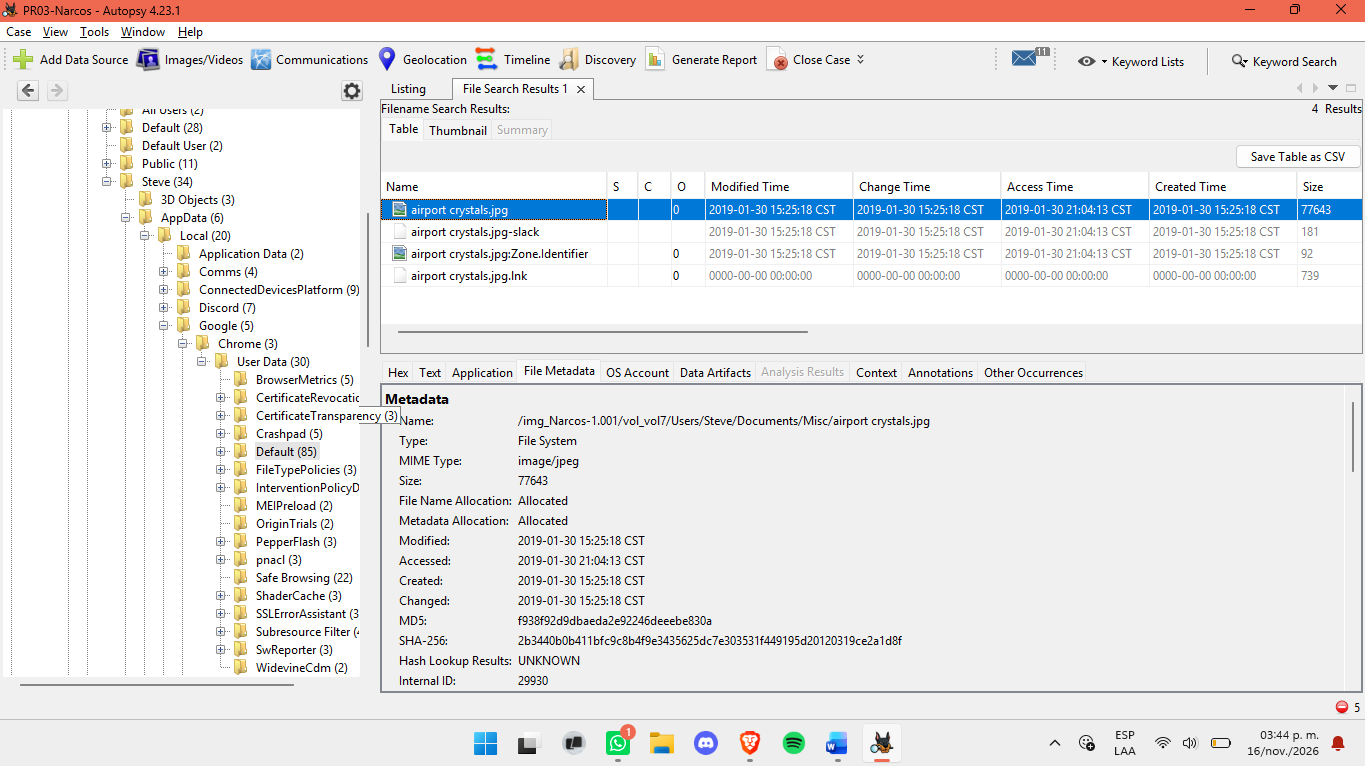 PR03-Narcos - Autopsy 4.23.1
Case View Tools Window Help
Add Data Source Images/Videos Communications Geolocation Timeline Discovery Generate Report Close Case 11 Keyword Lists Keyword Search
Listing File Search Results 1
Filename Search Results: 4 Results
Table Thumbnail Summary
Save Table as CSV
Name S C O Modified Time Change Time Access Time Created Time Size
airport crystals.jpg 0 2019-01-30 15:25:18 CST 2019-01-30 15:25:18 CST 2019-01-30 21:04:13 CST 2019-01-30 15:25:18 CST 77643
airport crystals.jpg-slack 2019-01-30 15:25:18 CST 2019-01-30 15:25:18 CST 2019-01-30 21:04:13 CST 2019-01-30 15:25:18 CST 181
airport crystals.jpg:Zone.Identifier 0 2019-01-30 15:25:18 CST 2019-01-30 15:25:18 CST 2019-01-30 21:04:13 CST 2019-01-30 15:25:18 CST 92
airport crystals.jpg.lnk 0 0000-00-00 00:00:00 0000-00-00 00:00:00 0000-00-00 00:00:00 0000-00-00 00:00:00 739
All Users (2)
Default (28)
Default User (2)
Public (11)
Steve (34)
3D Objects (3)
AppData (6)
Local (20)
Application Data (2)
Comms (4)
ConnectedDevicesPlatform (9)
Discord (7)
Google (5)
Chrome (3)
User Data (30)
BrowserMetrics (5)
CertificateRevocatio
CertificateTransparency (3)
Crashpad (5)
Default (85)
FileTypePolicies (3)
InterventionPolicyD
MEIPreload (2)
OriginTrials (2)
PepperFlash (3)
pnacl (3)
Safe Browsing (22)
ShaderCache (3)
SSLErrorAssistant (3
Subresource Filter (4
SwReporter (3)
WidevineCdm (2)
Hex Text Application File Metadata OS Account Data Artifacts Analysis Results Context Annotations Other Occurrences
Metadata
Name: /img_Narcos-1.001/vol_vol7/Users/Steve/Documents/Misc/airport crystals.jpg
Type: File System
MIME Type: image/jpeg
Size: 77643
File Name Allocation: Allocated
Metadata Allocation: Allocated
Modified: 2019-01-30 15:25:18 CST
Accessed: 2019-01-30 21:04:13 CST
Created: 2019-01-30 15:25:18 CST
Changed: 2019-01-30 15:25:18 CST
MD5: f938f92d9dbaeda2e92246deeebe830a
SHA-256: 2b3440b0b411bfc9c8b4f9e3435625dc7e303531f449195d20120319ce2a1d8f
Hash Lookup Results: UNKNOWN
Internal ID: 29930
5
1
ESP
LAA
03:44 p. m.
16/nov./2026